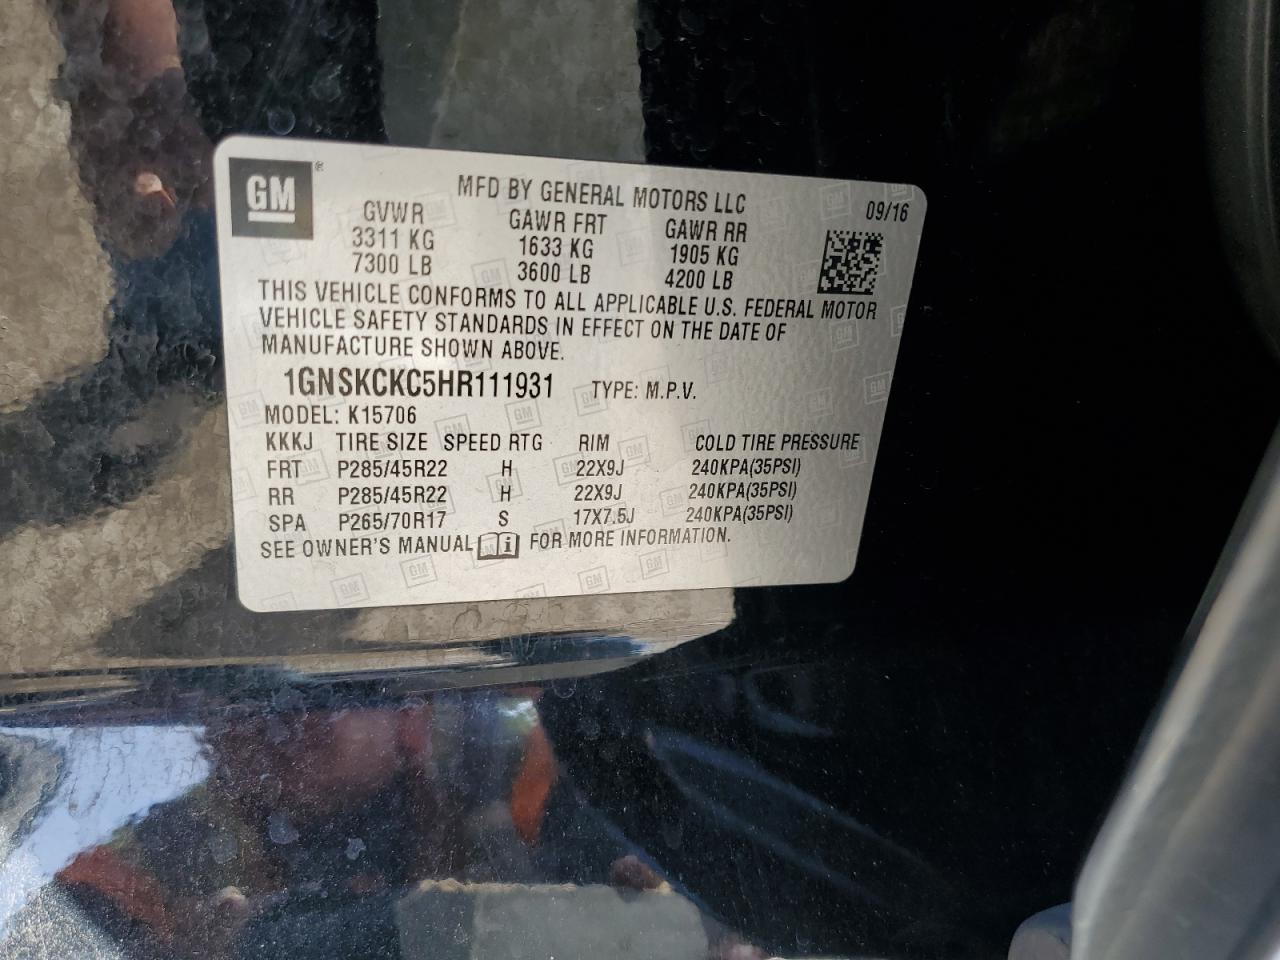 GM ®
MFD BY GENERAL MOTORS LLC
09/16
GVWR GAWR FRT GAWR RR
3311 KG 1633 KG 1905 KG
7300 LB 3600 LB 4200 LB
THIS VEHICLE CONFORMS TO ALL APPLICABLE U.S. FEDERAL MOTOR
VEHICLE SAFETY STANDARDS IN EFFECT ON THE DATE OF
MANUFACTURE SHOWN ABOVE.
1GNSKCKC5HR111931 TYPE: M.P.V.
MODEL: K15706
KKKJ TIRE SIZE SPEED RTG RIM COLD TIRE PRESSURE
FRT P285/45R22 H 22X9J 240KPA(35PSI)
RR P285/45R22 H 22X9J 240KPA(35PSI)
SPA P265/70R17 S 17X7.5J 240KPA(35PSI)
SEE OWNER'S MANUAL i FOR MORE INFORMATION.